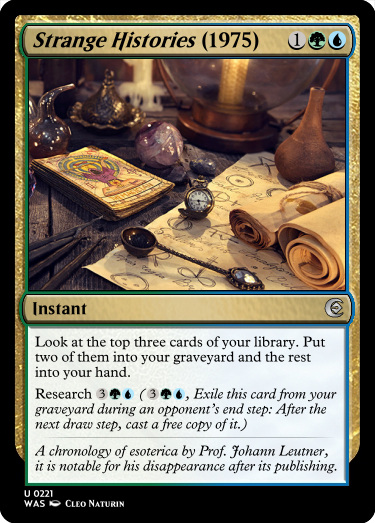 Strange Histories (1975) 1
Instant
Look at the top three cards of your library. Put
two of them into your graveyard and the rest
into your hand.
Research 3 ( 3 , Exile this card from your
graveyard during an opponent's end step: After the
next draw step, cast a free copy of it.)
A chronology of esoterica by Prof. Johann Leutner,
it is notable for his disappearance after its publishing.
U 0221
WAS Cleo Naturin